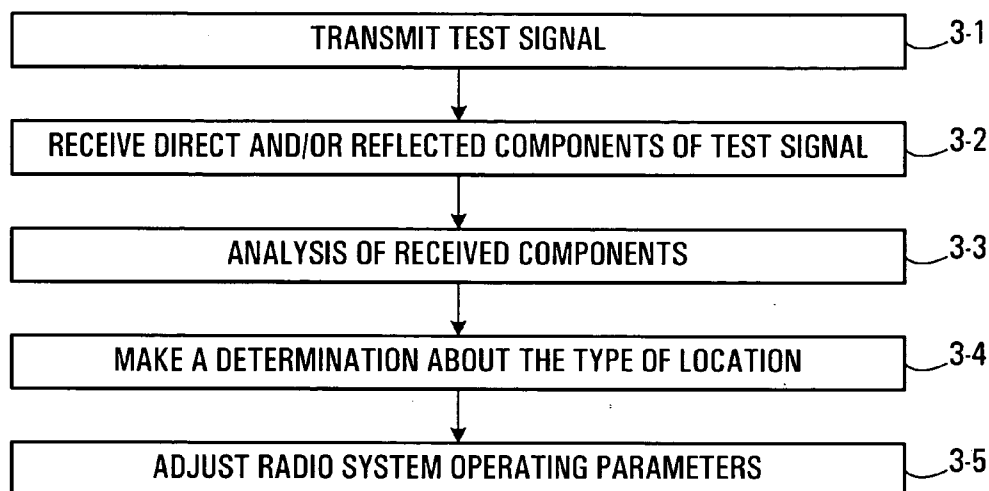 TRANSMIT TEST SIGNAL 3-1
RECEIVE DIRECT AND/OR REFLECTED COMPONENTS OF TEST SIGNAL 3-2
ANALYSIS OF RECEIVED COMPONENTS 3-3
MAKE A DETERMINATION ABOUT THE TYPE OF LOCATION 3-4
ADJUST RADIO SYSTEM OPERATING PARAMETERS 3-5